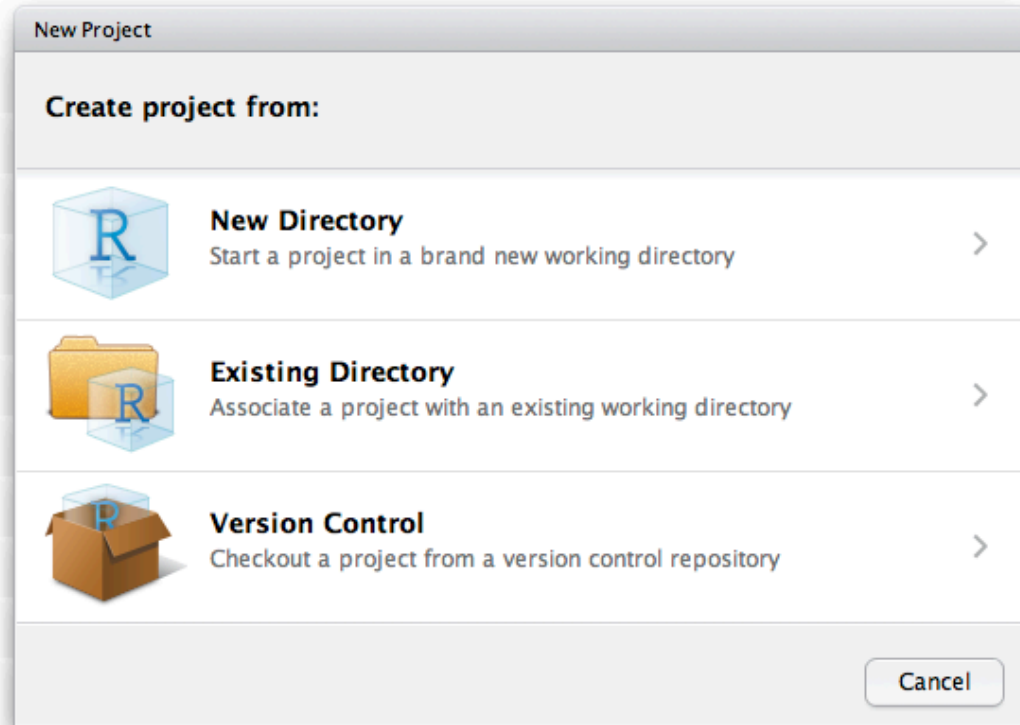 New Project
Create project from:
R
New Directory
Start a project in a brand new working directory
R
Existing Directory
Associate a project with an existing working directory
R
Version Control
Checkout a project from a version control repository
Cancel